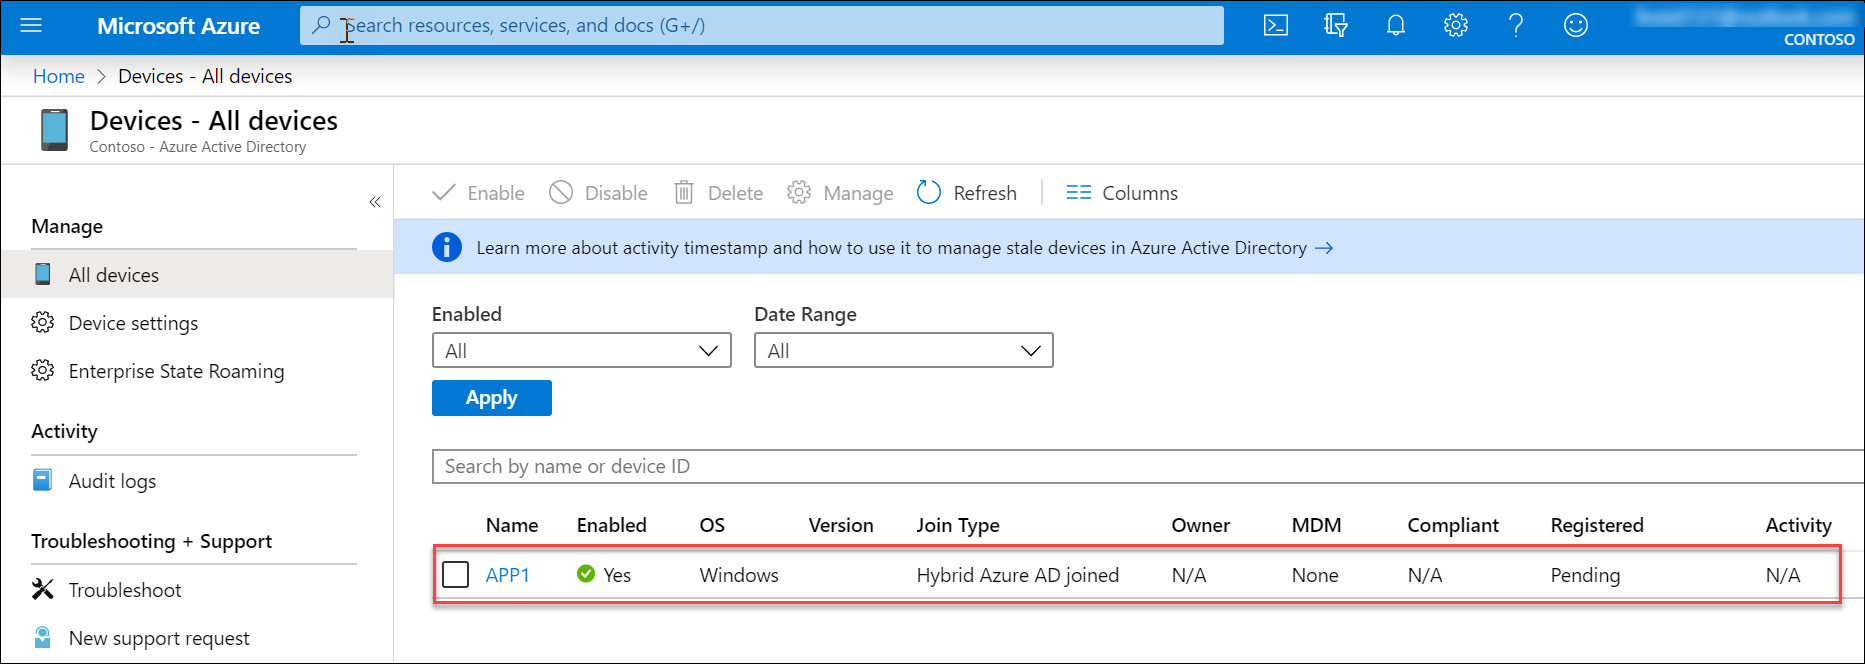 Microsoft Azure
Search resources, services, and docs (G+/)
CONTOSO
Home > Devices - All devices
Devices - All devices
Contoso - Azure Active Directory
«
Manage
All devices
Device settings
Enterprise State Roaming
Activity
Audit logs
Troubleshooting + Support
Troubleshoot
New support request
Enable Disable Delete Manage Refresh Columns
Learn more about activity timestamp and how to use it to manage stale devices in Azure Active Directory →
Enabled Date Range
All All
Apply
Search by name or device ID
Name Enabled OS Version Join Type Owner MDM Compliant Registered Activity
APP1 Yes Windows Hybrid Azure AD joined N/A None N/A Pending N/A